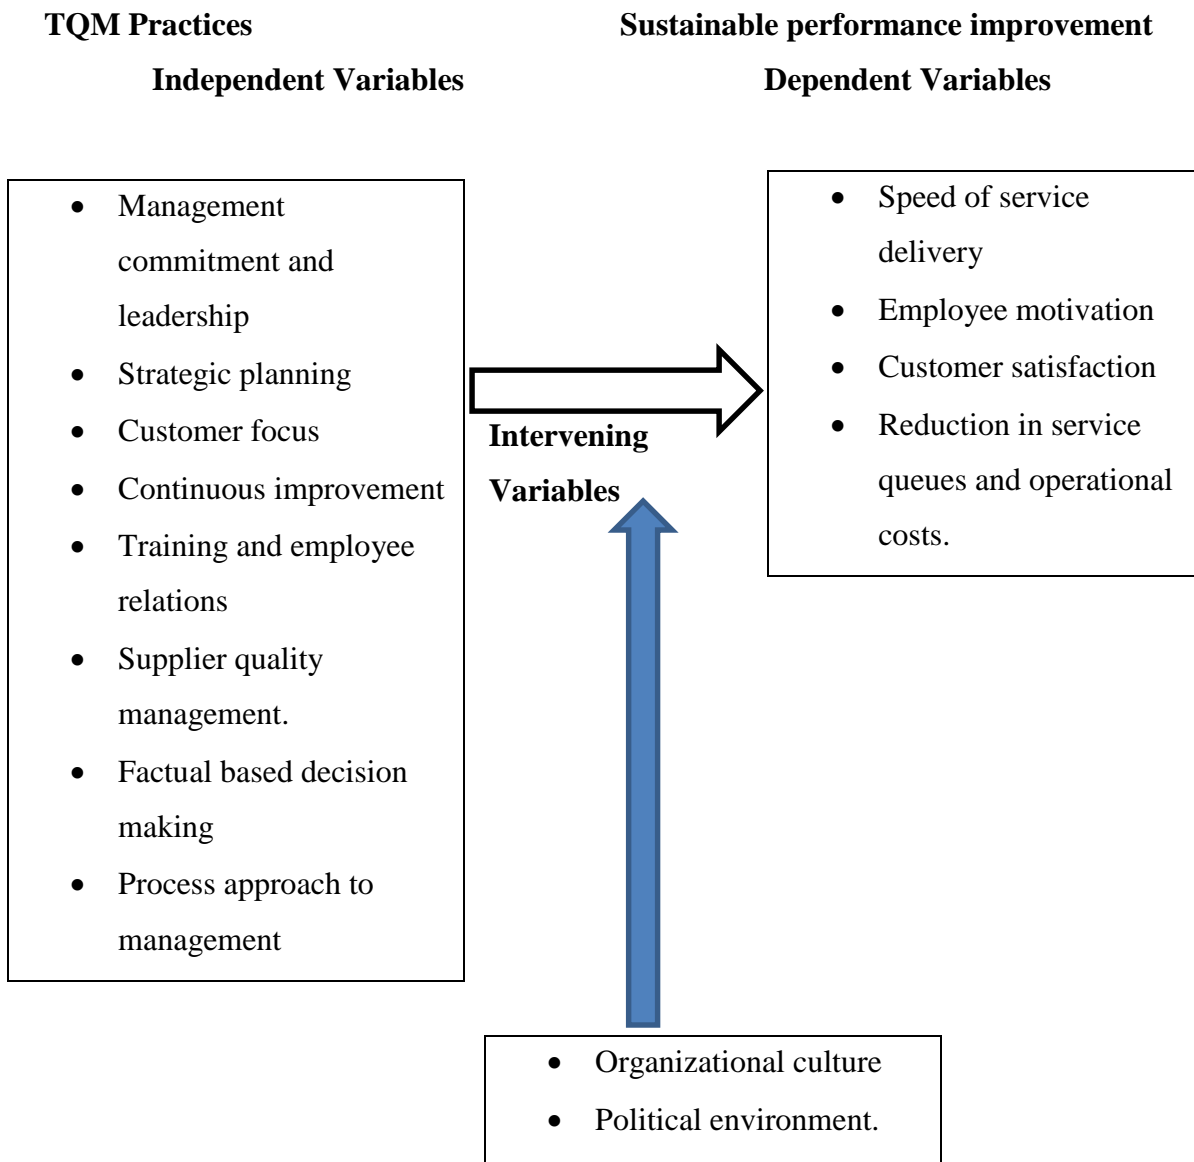 TQM Practices
Sustainable performance improvement
Independent Variables
Dependent Variables
• Management
commitment and
leadership
• Strategic planning
• Customer focus
• Continuous improvement
• Training and employee
relations
• Supplier quality
management.
• Factual based decision
making
• Process approach to
management
Intervening
Variables
• Speed of service
delivery
• Employee motivation
• Customer satisfaction
• Reduction in service
queues and operational
costs.
• Organizational culture
• Political environment.